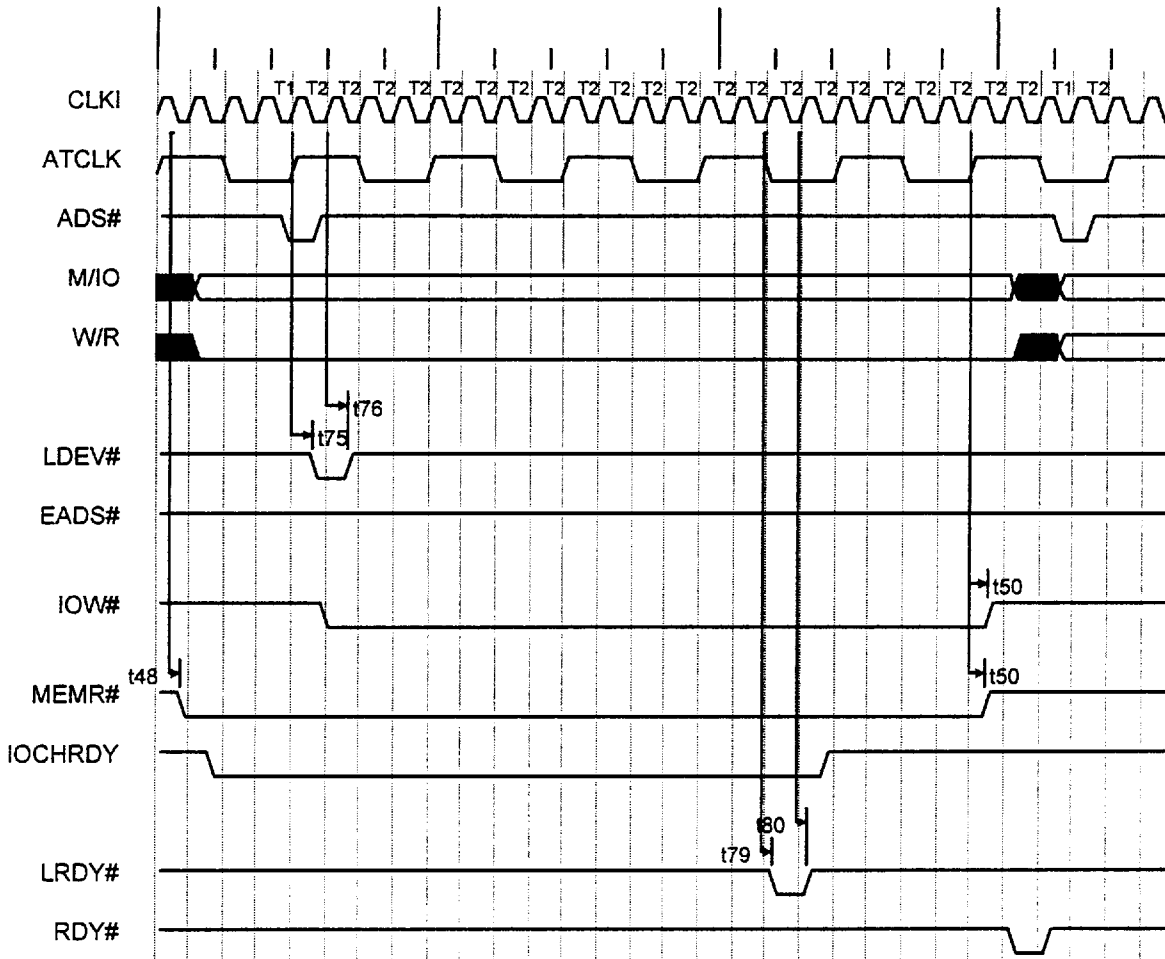 T1 T2 T2 T2 T2 T2 T2 T2 T2 T2 T2 T2 T2 T2 T2 T2 T2 T2 T2 T2 T2 T2 T2 T1 T2
CLKI
ATCLK
ADS#
M/IO
W/R
t76
t75
LDEV#
EADS#
t50
IOW#
t48
t50
MEMR#
IOCHRDY
t80
t79
LRDY#
RDY#